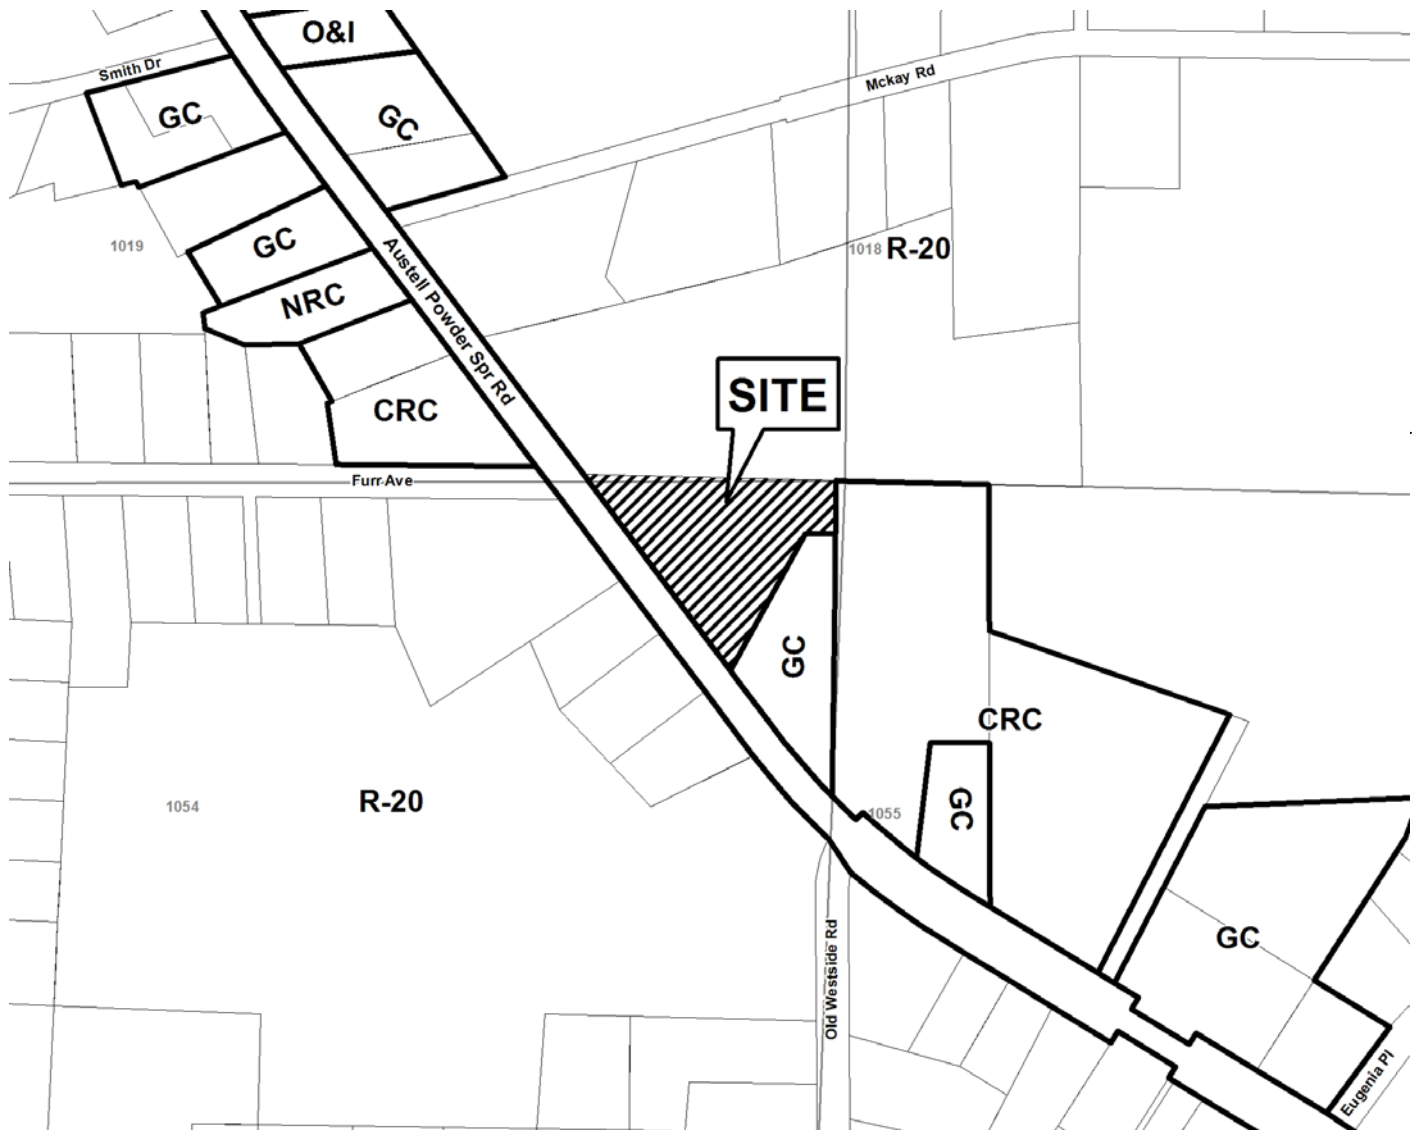 O&I
Smith Dr
GC
GC
Mckay Rd
1019
GC
1018
R-20
NRC
Austell Powder Spr Rd
SITE
CRC
Furr Ave
GC
CRC
1054
R-20
GC
1055
GC
Old Westside Rd
Eugenia Pl